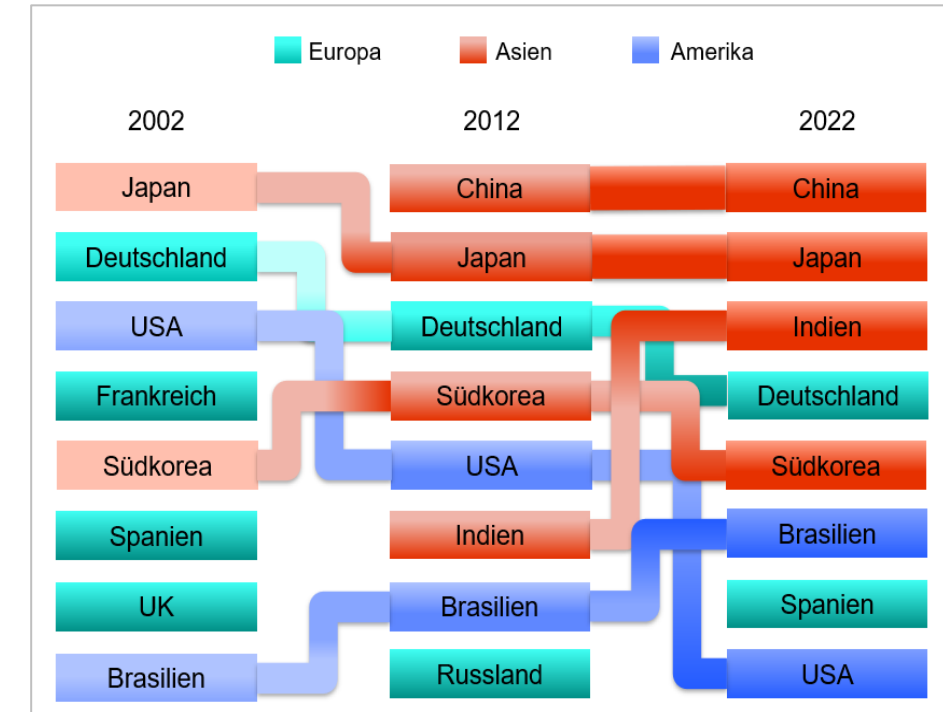 Europa Asien Amerika
2002 2012 2022
Japan China China
Deutschland Japan Japan
USA Deutschland Indien
Frankreich Südkorea Deutschland
Südkorea USA Südkorea
Spanien Indien Brasilien
UK Brasilien Spanien
Brasilien Russland USA